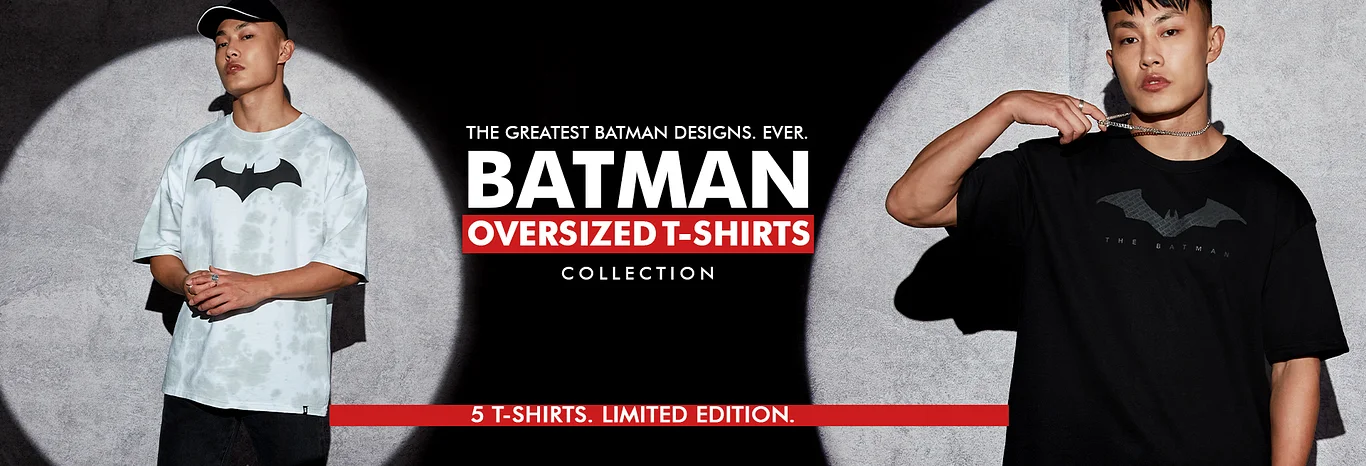 THE GREATEST BATMAN DESIGNS. EVER.
BATMAN
OVERSIZED T-SHIRTS
COLLECTION
THE BATMAN
5 T-SHIRTS. LIMITED EDITION.